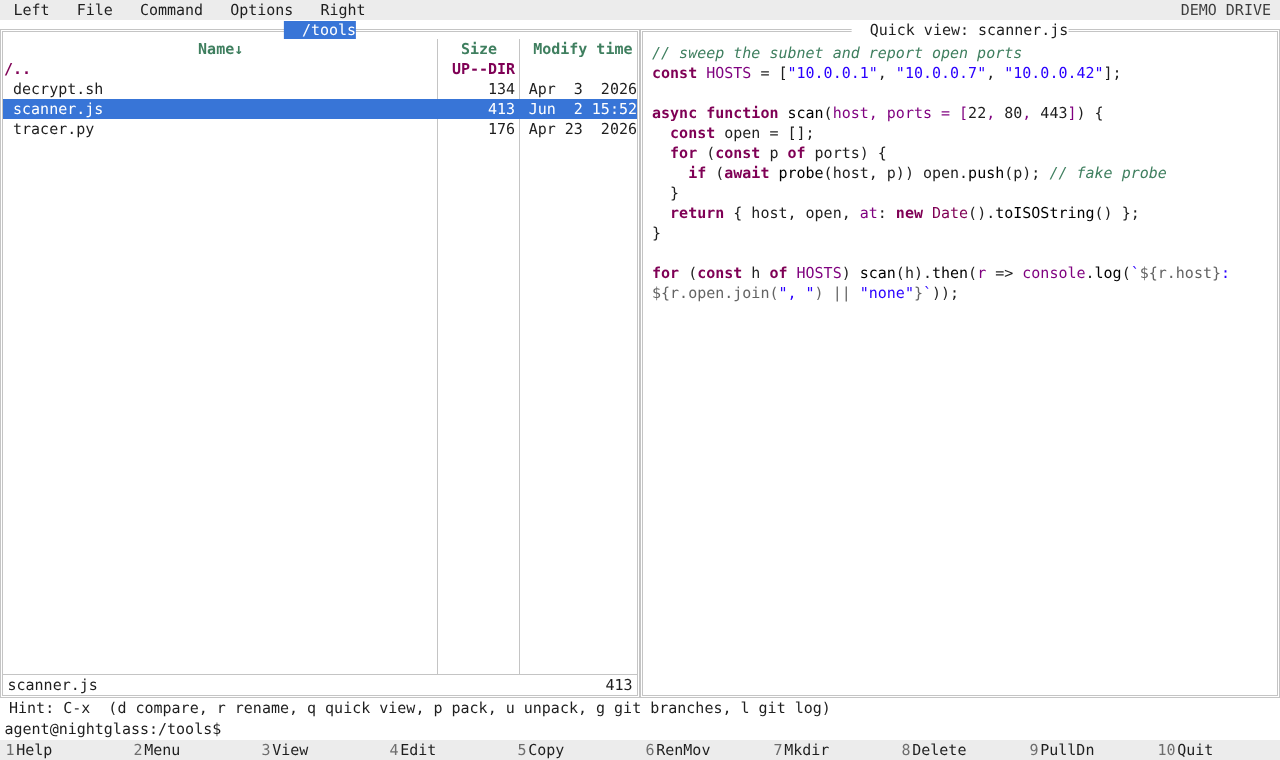 Left File Command Options Right DEMO DRIVE
/tools
Name↓ Size Modify time
/.. UP--DIR
decrypt.sh 134 Apr 3 2026
scanner.js 413 Jun 2 15:52
tracer.py 176 Apr 23 2026
scanner.js 413
Quick view: scanner.js
// sweep the subnet and report open ports
const HOSTS = ["10.0.0.1", "10.0.0.7", "10.0.0.42"];
async function scan(host, ports = [22, 80, 443]) {
  const open = [];
  for (const p of ports) {
    if (await probe(host, p)) open.push(p); // fake probe
  }
  return { host, open, at: new Date().toISOString() };
}
for (const h of HOSTS) scan(h).then(r => console.log(`${r.host}:
${r.open.join(", ") || "none"}`));
Hint: C-x  (d compare, r rename, q quick view, p pack, u unpack, g git branches, l git log)
agent@nightglass:/tools$
1Help 2Menu 3View 4Edit 5Copy 6RenMov 7Mkdir 8Delete 9PullDn 10Quit